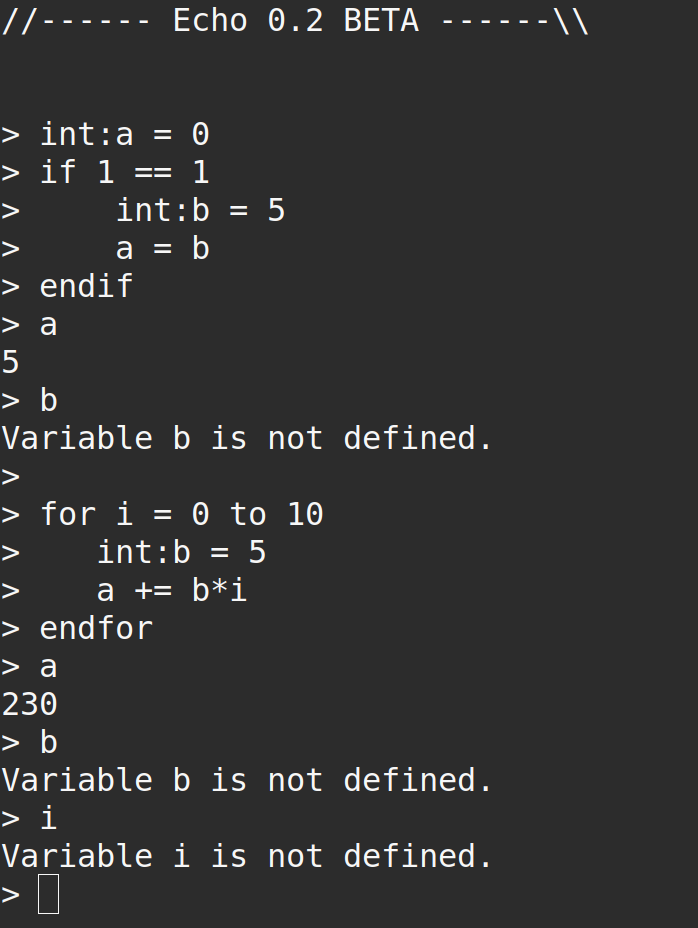 //------ Echo 0.2 BETA ------\\
> int:a = 0
> if 1 == 1
>     int:b = 5
>     a = b
> endif
> a
5
> b
Variable b is not defined.
>
> for i = 0 to 10
>    int:b = 5
>    a += b*i
> endfor
> a
230
> b
Variable b is not defined.
> i
Variable i is not defined.
>